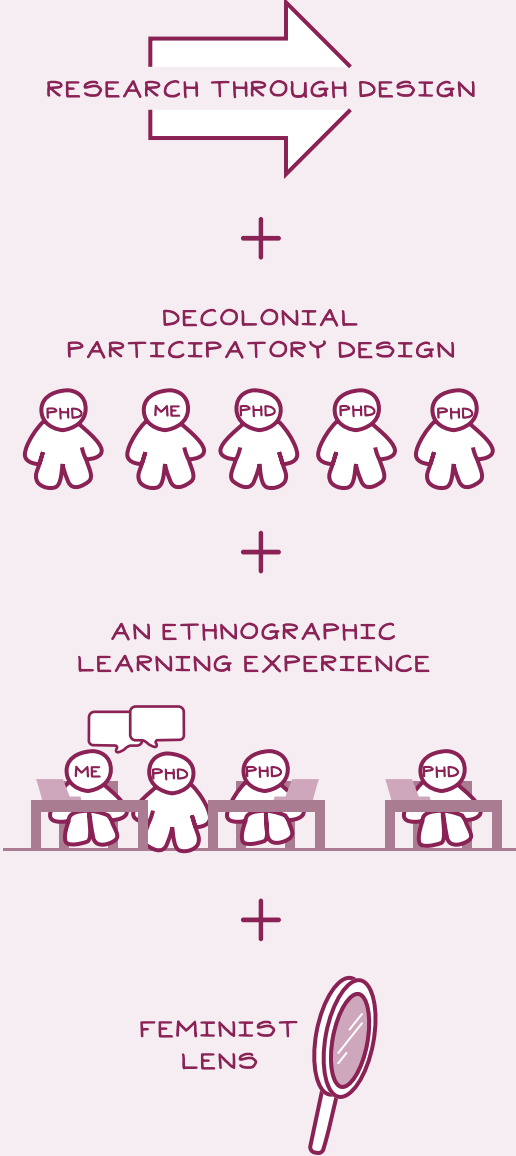 RESEARCH THROUGH DESIGN
+
DECOLONIAL
PARTICIPATORY DESIGN
PHD ME PHD PHD PHD
+
AN ETHNOGRAPHIC
LEARNING EXPERIENCE
ME PHD PHD PHD
+
FEMINIST
LENS